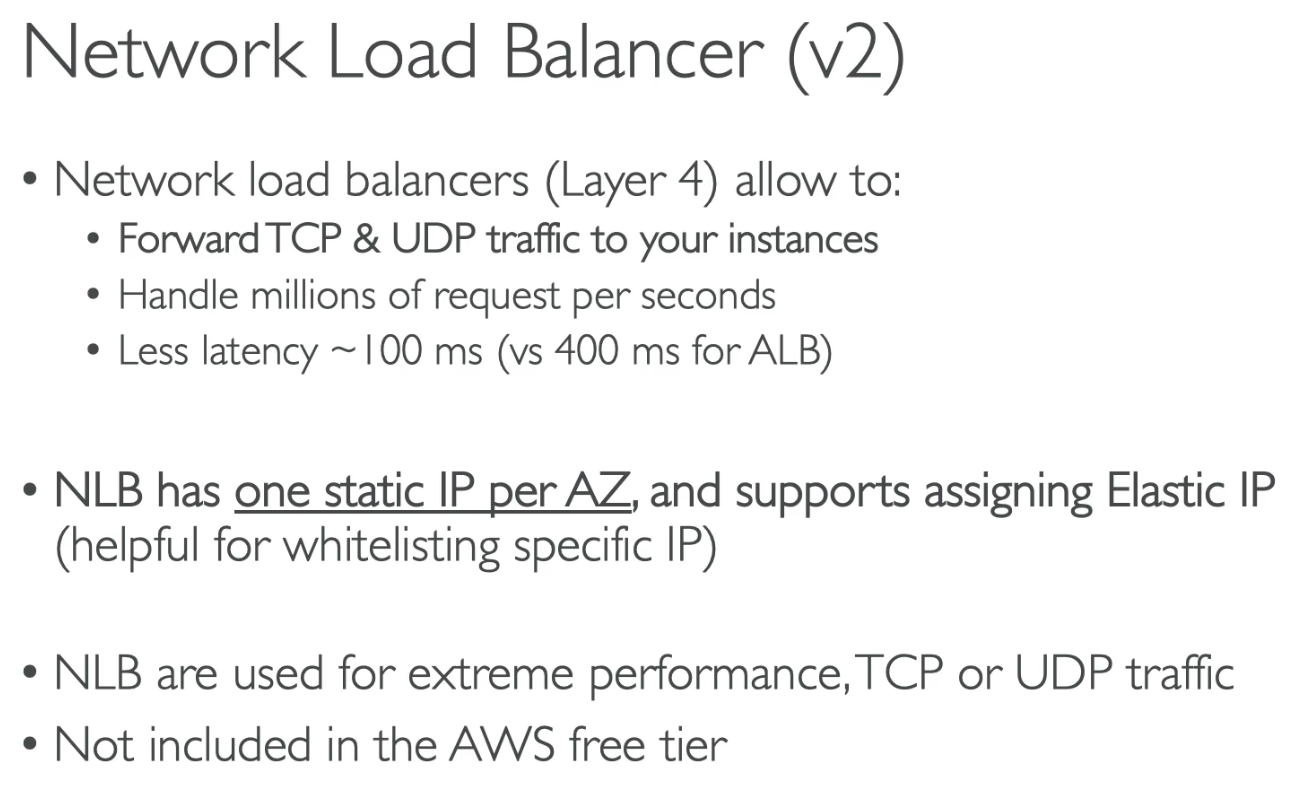 Network Load Balancer (v2)
• Network load balancers (Layer 4) allow to:
• Forward TCP & UDP traffic to your instances
• Handle millions of request per seconds
• Less latency ~100 ms (vs 400 ms for ALB)
• NLB has one static IP per AZ, and supports assigning Elastic IP
(helpful for whitelisting specific IP)
• NLB are used for extreme performance, TCP or UDP traffic
• Not included in the AWS free tier